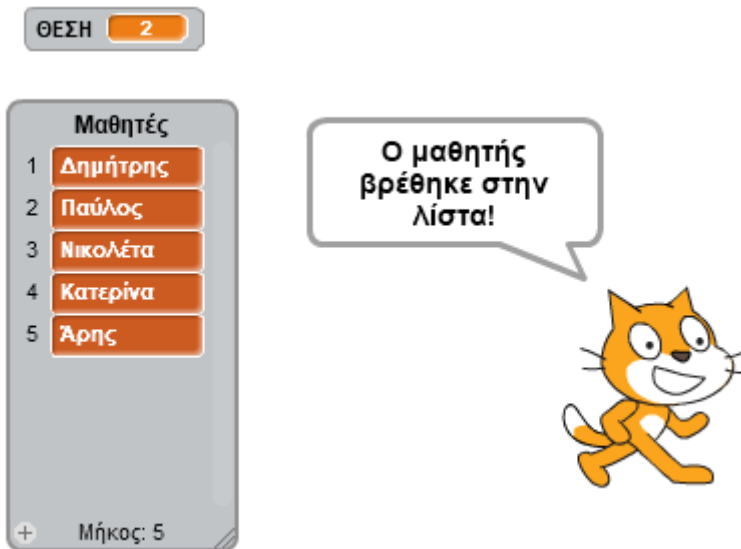 ΘΕΣΗ 2
Μαθητές
1 Δημήτρης
2 Παύλος
3 Νικολέτα
4 Κατερίνα
5 Άρης
+ Μήκος: 5
Ο μαθητής
βρέθηκε στην
λίστα!